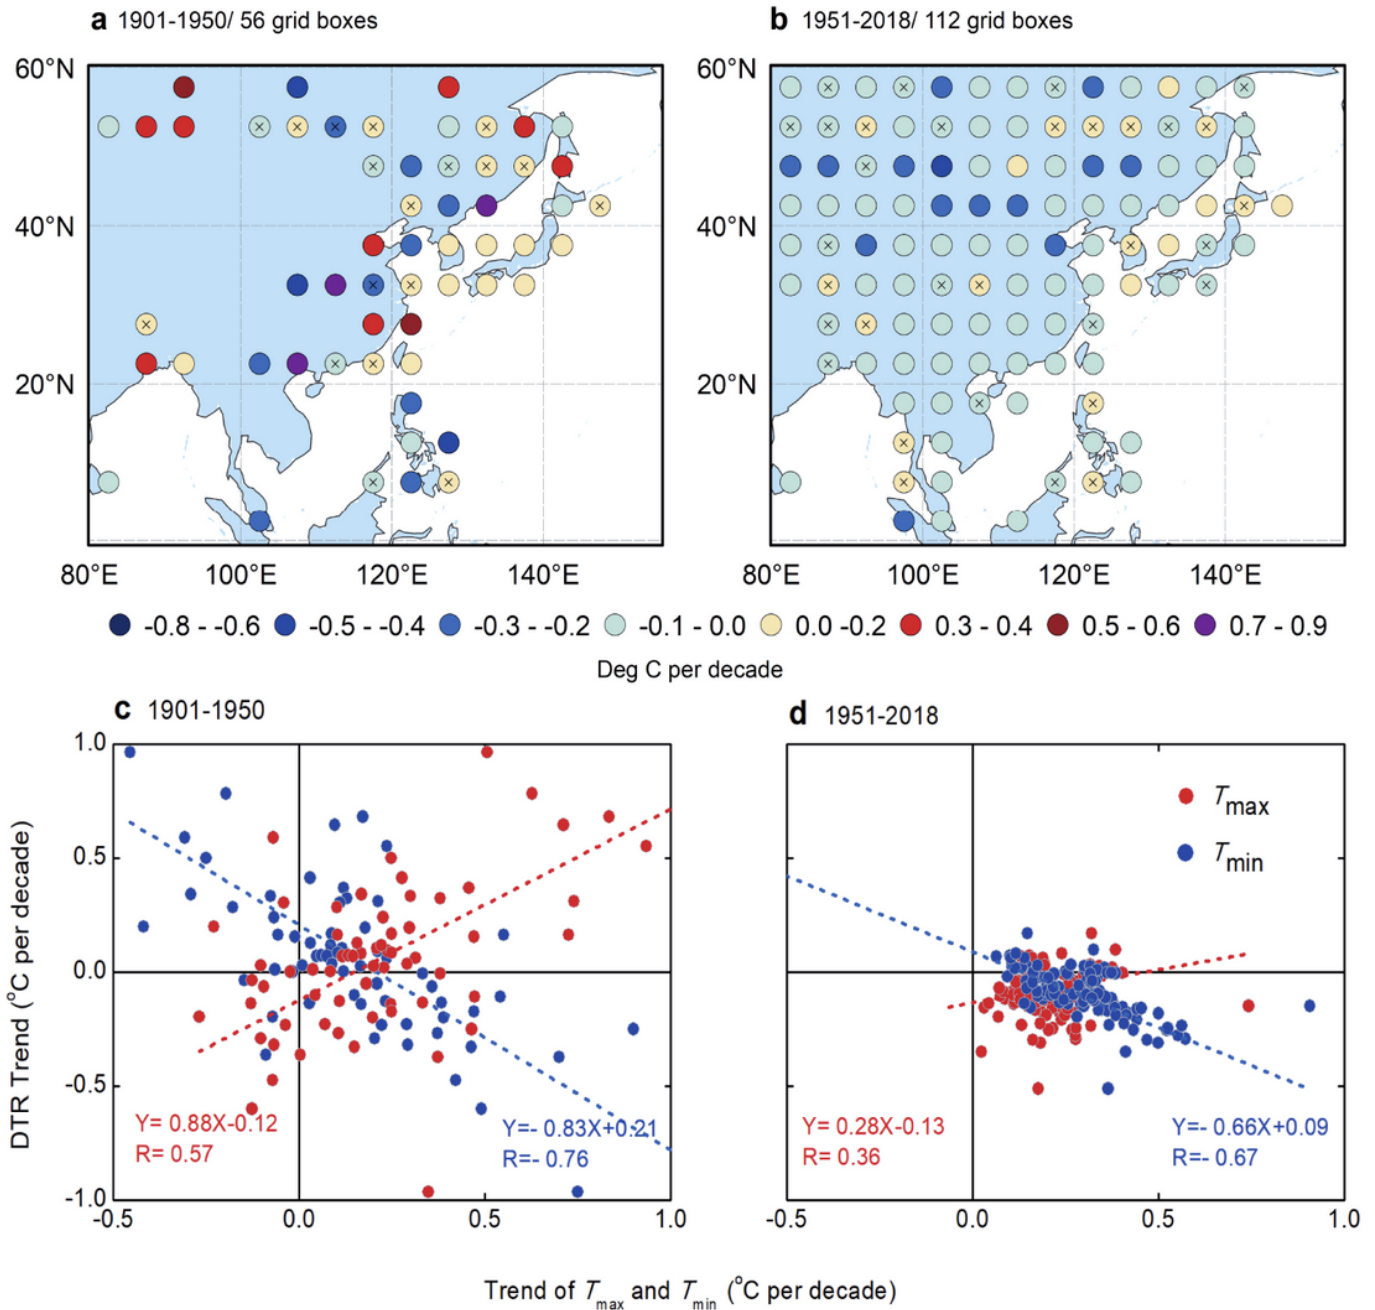 a 1901-1950/ 56 grid boxes
b 1951-2018/ 112 grid boxes
60°N
40°N
20°N
80°E 100°E 120°E 140°E
60°N
40°N
20°N
80°E 100°E 120°E 140°E
-0.8 - -0.6 -0.5 - -0.4 -0.3 - -0.2 -0.1 - 0.0 0.0 -0.2 0.3 - 0.4 0.5 - 0.6 0.7 - 0.9
Deg C per decade
c 1901-1950
d 1951-2018
DTR Trend (°C per decade)
1.0
0.5
0.0
-0.5
-1.0
Y= 0.88X-0.12
R= 0.57
Y=- 0.83X+0.21
R=- 0.76
-0.5 0.0 0.5 1.0
Tmax
Tmin
Y= 0.28X-0.13
R= 0.36
Y=- 0.66X+0.09
R=- 0.67
-0.5 0.0 0.5 1.0
Trend of Tmax and Tmin (°C per decade)